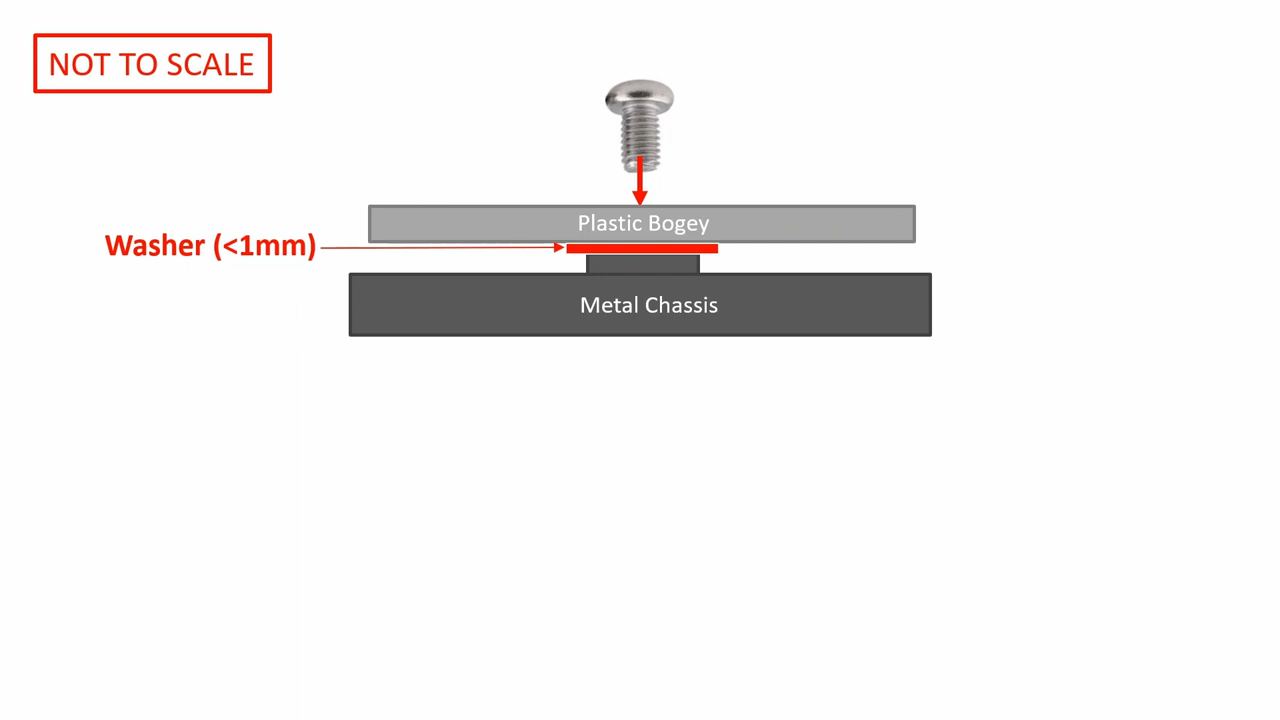 NOT TO SCALE
Plastic Bogey
Washer (<1mm)
Metal Chassis